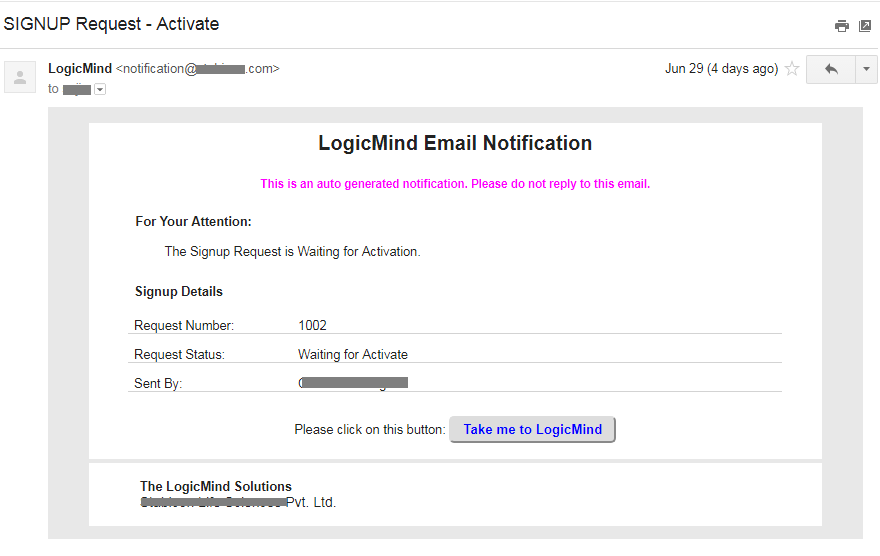 SIGNUP Request - Activate
LogicMind <notification@ .com>
Jun 29 (4 days ago)
to
LogicMind Email Notification
This is an auto generated notification. Please do not reply to this email.
For Your Attention:
The Signup Request is Waiting for Activation.
Signup Details
Request Number: 1002
Request Status: Waiting for Activate
Sent By:
Please click on this button: Take me to LogicMind
The LogicMind Solutions
Pvt. Ltd.